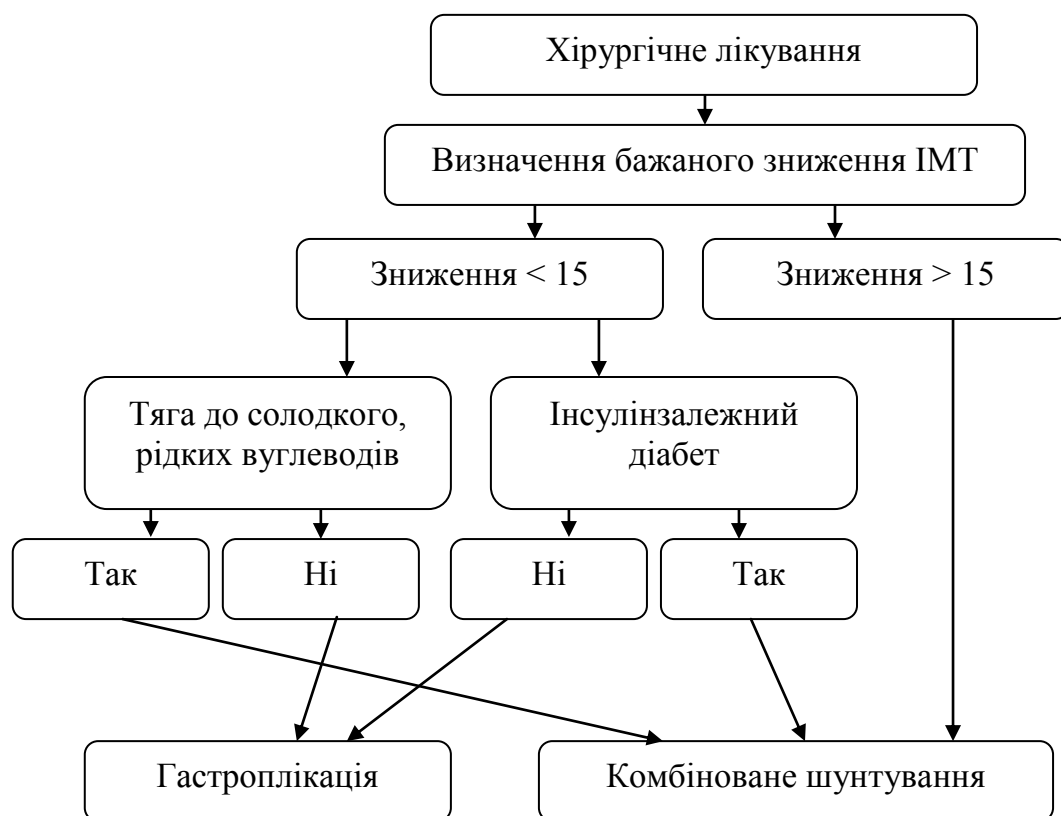 Хірургічне лікування
Визначення бажаного зниження ІМТ
Зниження < 15
Зниження > 15
Тяга до солодкого,
рідких вуглеводів
Інсулінзалежний
діабет
Так
Ні
Ні
Так
Гастроплікація
Комбіноване шунтування